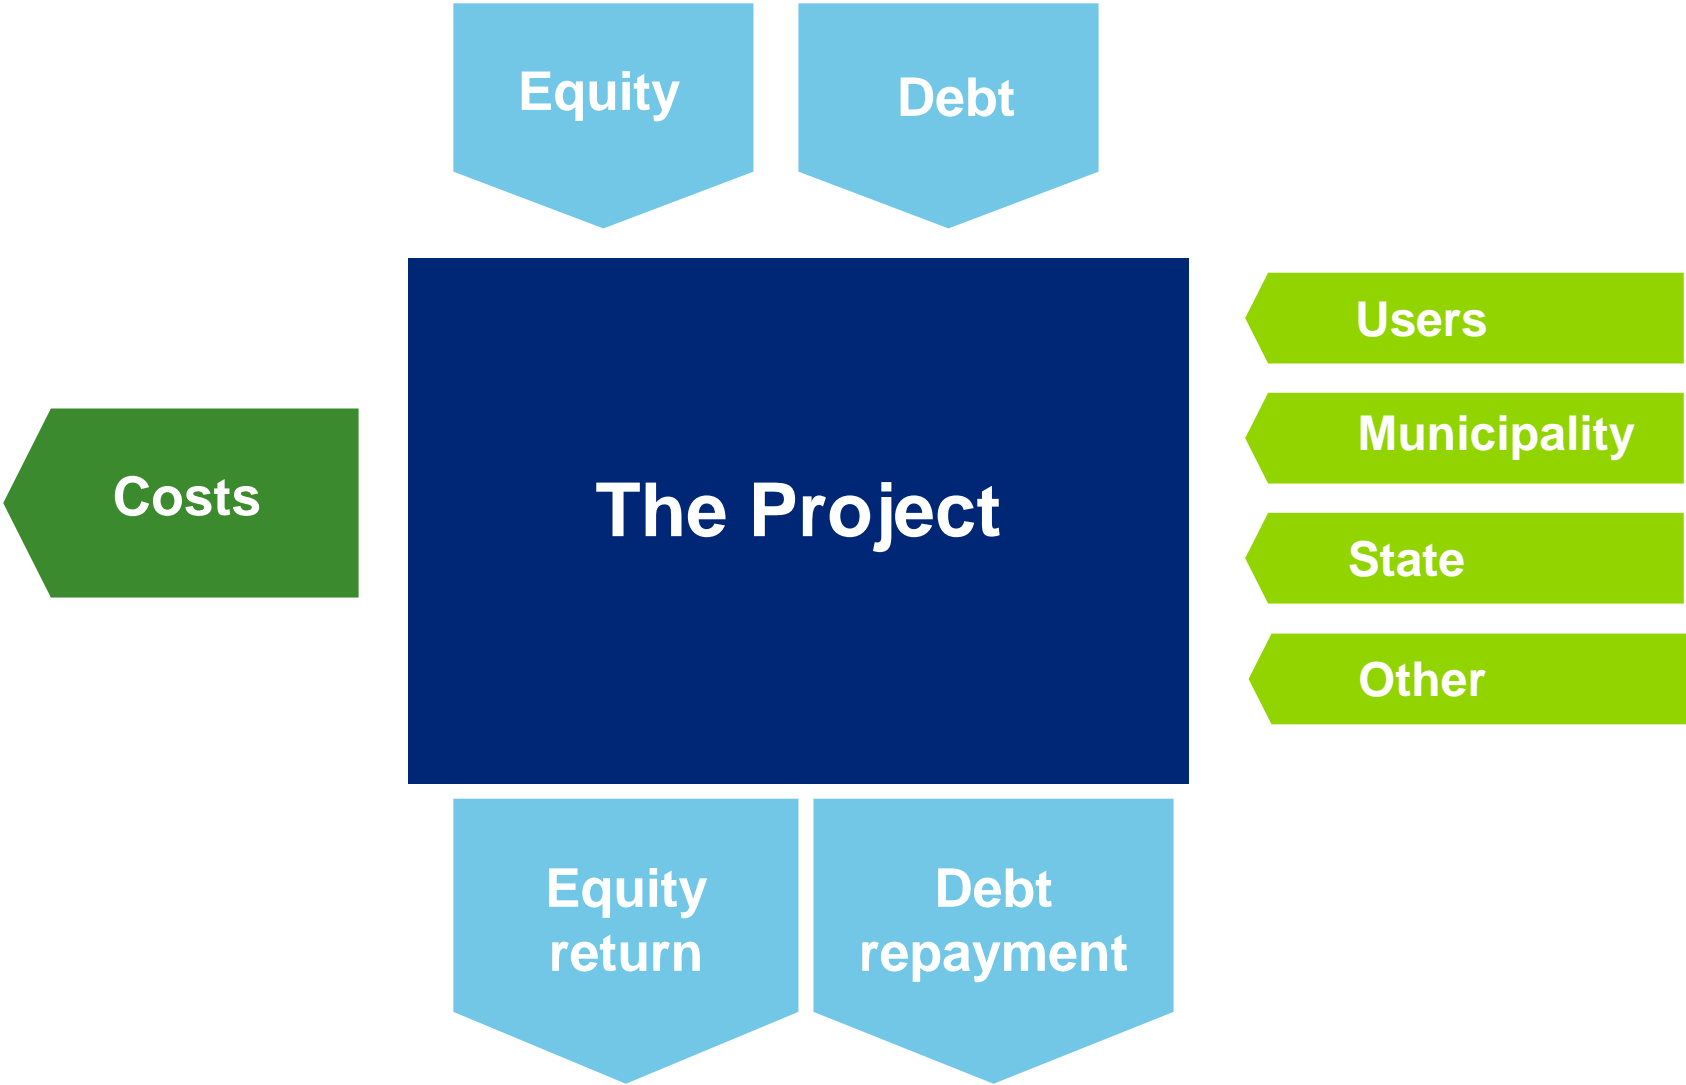 Equity
Debt
Users
Municipality
Costs
The Project
State
Other
Equity
return
Debt
repayment